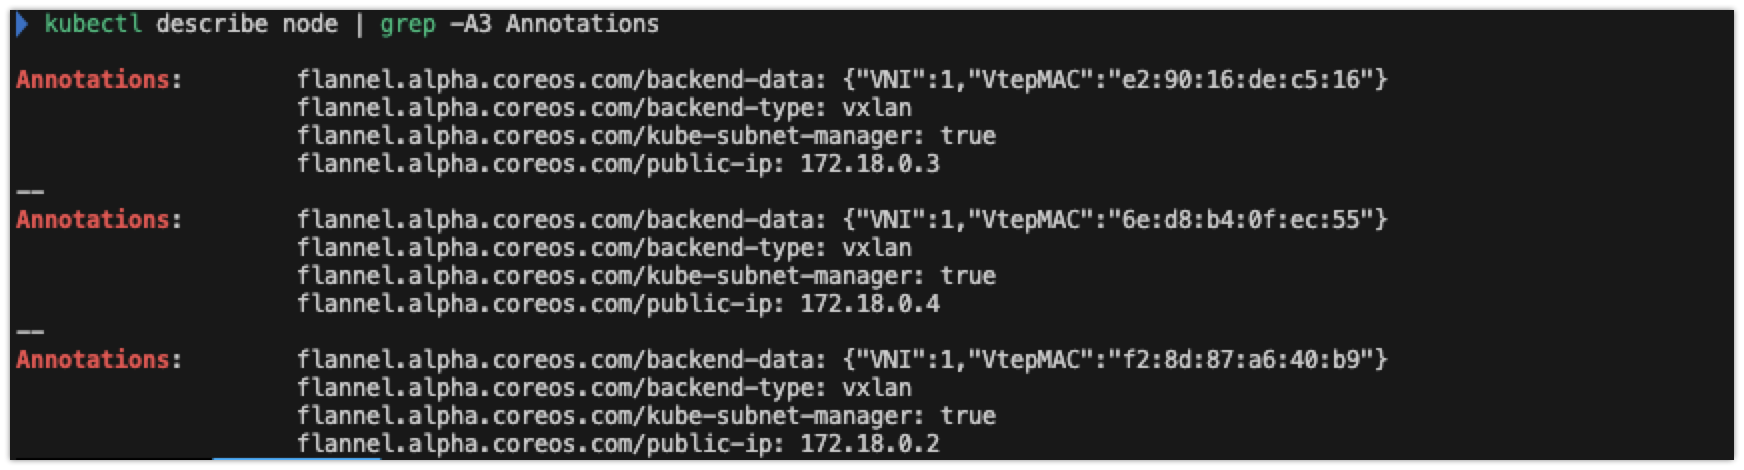 kubectl describe node | grep -A3 Annotations
Annotations: flannel.alpha.coreos.com/backend-data: {"VNI":1,"VtepMAC":"e2:90:16:de:c5:16"}
flannel.alpha.coreos.com/backend-type: vxlan
flannel.alpha.coreos.com/kube-subnet-manager: true
flannel.alpha.coreos.com/public-ip: 172.18.0.3
--
Annotations: flannel.alpha.coreos.com/backend-data: {"VNI":1,"VtepMAC":"6e:d8:b4:0f:ec:55"}
flannel.alpha.coreos.com/backend-type: vxlan
flannel.alpha.coreos.com/kube-subnet-manager: true
flannel.alpha.coreos.com/public-ip: 172.18.0.4
--
Annotations: flannel.alpha.coreos.com/backend-data: {"VNI":1,"VtepMAC":"f2:8d:87:a6:40:b9"}
flannel.alpha.coreos.com/backend-type: vxlan
flannel.alpha.coreos.com/kube-subnet-manager: true
flannel.alpha.coreos.com/public-ip: 172.18.0.2